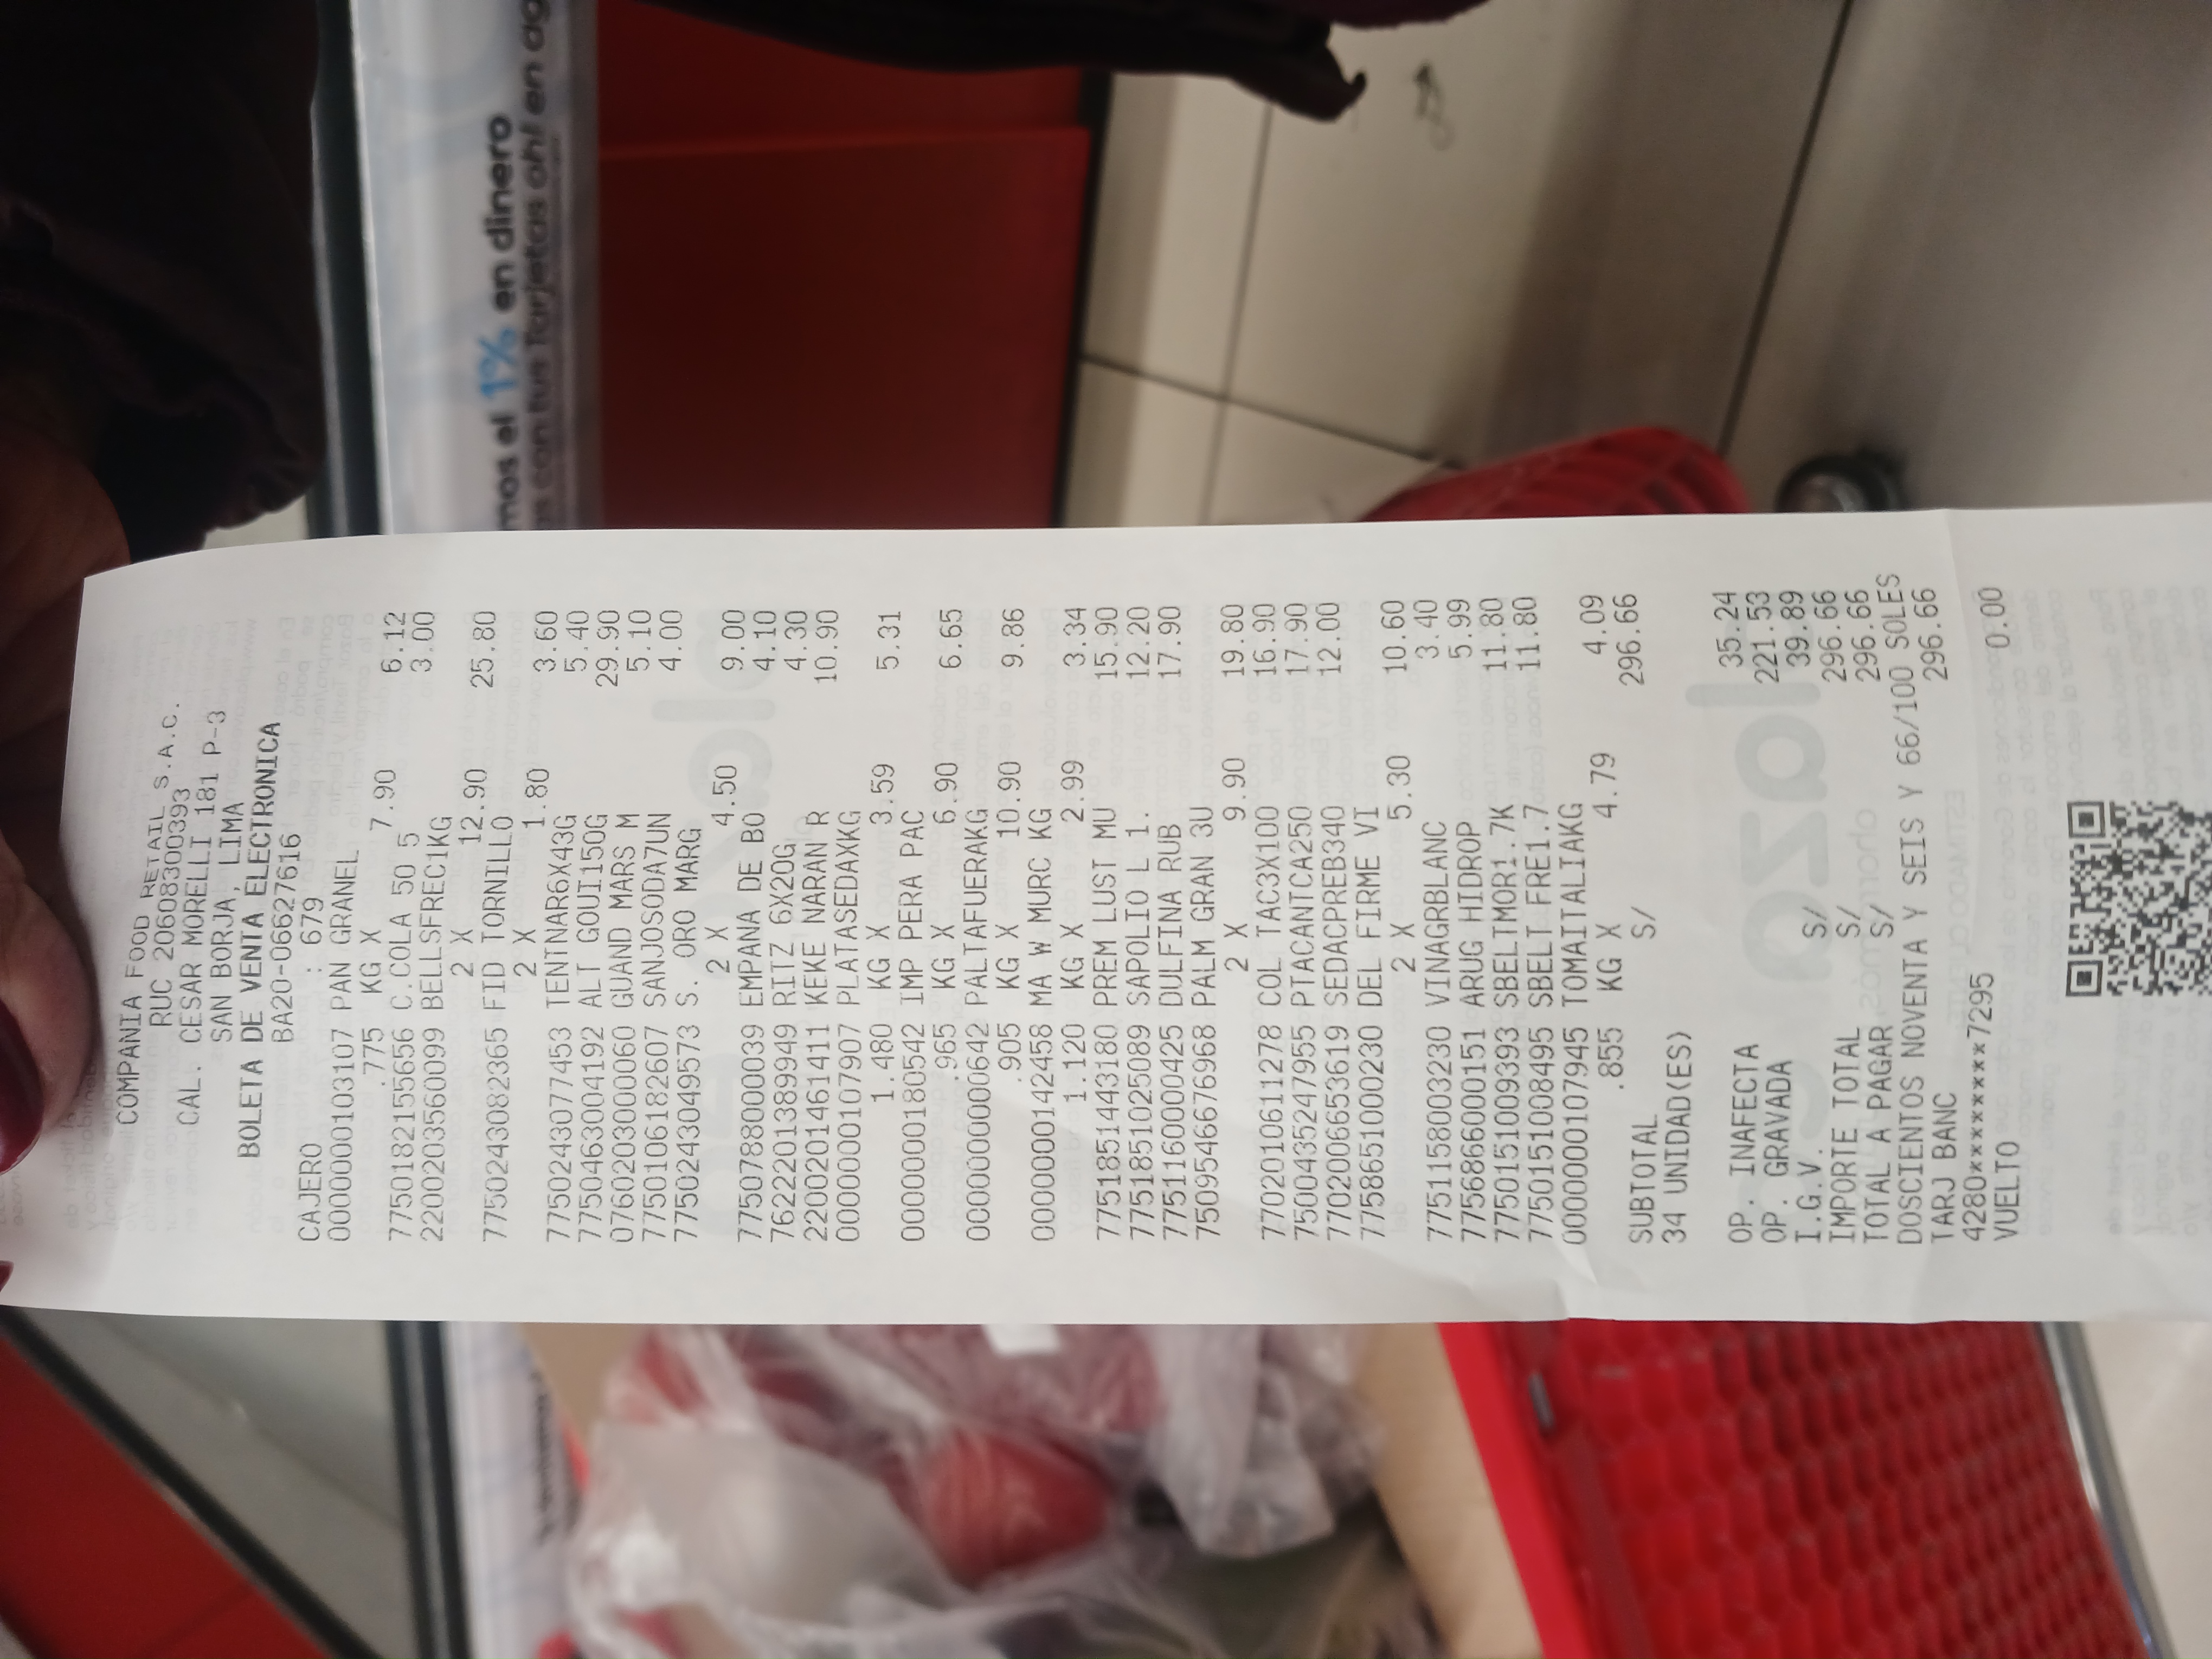 COMPANIA FOOD RETAIL S.A.C.
RUC 20608300393
CAL. CESAR MORELLI 181 P-3
SAN BORJA, LIMA
BOLETA DE VENTA ELECTRONICA
BA20-06627616
CAJERO : 679
0000000103107 PAN GRANEL
.775 KG X 7.90 6.12
7750182155656 C.COLA 50 5 3.00
2200203560099 BELLSFREC1KG
2 X 12.90 25.80
7750243082365 FID TORNILLO
2 X 1.80 3.60
7750243077453 TENTNAR6X43G 5.40
7750463004192 ALT GOUI150G 29.90
0760203000060 GUAND MARS M 5.10
7750106182607 SANJOSODA7UN 4.00
7750243049573 S. ORO MARG
2 X 4.50 9.00
7750788000039 EMPANA DE BO 4.10
7622201389949 RITZ 6X20G 4.30
2200201461411 KEKE NARAN R 10.90
0000000107907 PLATASEDAXKG
1.480 KG X 3.59 5.31
0000000180542 IMP PERA PAC
.965 KG X 6.90 6.65
0000000000642 PALTAFUERAKG
.905 KG X 10.90 9.86
0000000142458 MA W MURC KG
1.120 KG X 2.99 3.34
7751851443180 PREM LUST MU 15.90
7751851025089 SAPOLIO L 1. 12.20
7751160000425 DULFINA RUB 17.90
7509546676968 PALM GRAN 3U
2 X 9.90 19.80
7702010611278 COL TAC3X100 16.90
7500435247955 PTACANTCA250 17.90
7702006653619 SEDACPREB340 12.00
7758651000230 DEL FIRME VI
2 X 5.30 10.60
7751158003230 VINAGRBLANC 3.40
7756866000151 ARUG HIDROP 5.99
7750151009393 SBELTMOR1.7K 11.80
7750151008495 SBELT FRE1.7 11.80
0000000107945 TOMAITALIAKG
.855 KG X 4.79 4.09
SUBTOTAL S/ 296.66
34 UNIDAD(ES)
OP. INAFECTA 35.24
OP. GRAVADA 221.53
I.G.V. S/ 39.89
IMPORTE TOTAL S/ 296.66
TOTAL A PAGAR S/ 296.66
DOSCIENTOS NOVENTA Y SEIS Y 66/100 SOLES
TARJ BANC 296.66
4280********7295
VUELTO 0.00
mos el 1% en dinero
con tus Tarjetas oh! en